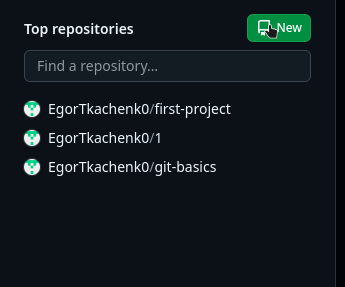 Top repositories
New
Find a repository...
EgorTkachenk0/first-project
EgorTkachenk0/1
EgorTkachenk0/git-basics